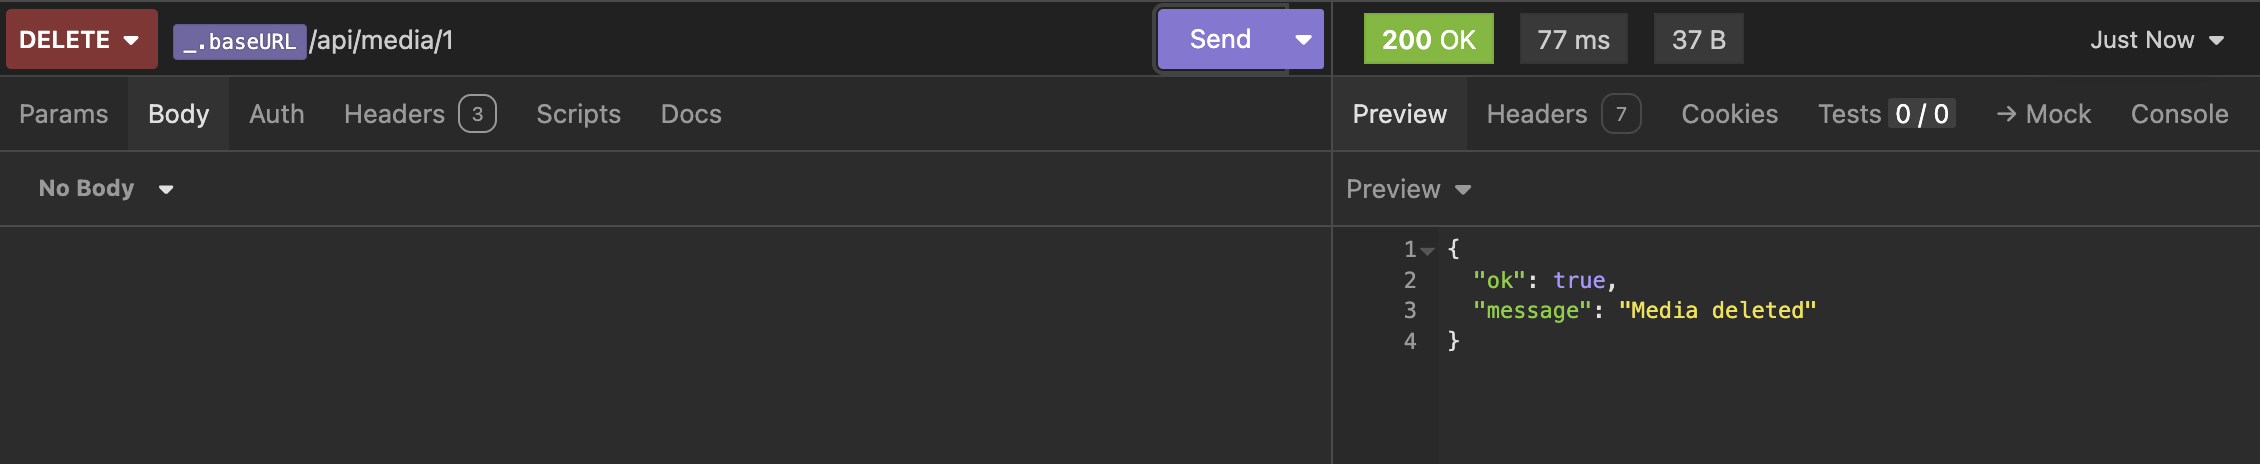 DELETE _.baseURL /api/media/1 Send 200 OK 77 ms 37 B Just Now
Params Body Auth Headers 3 Scripts Docs Preview Headers 7 Cookies Tests 0 / 0 → Mock Console
No Body Preview
1 {
2 "ok": true,
3 "message": "Media deleted"
4 }